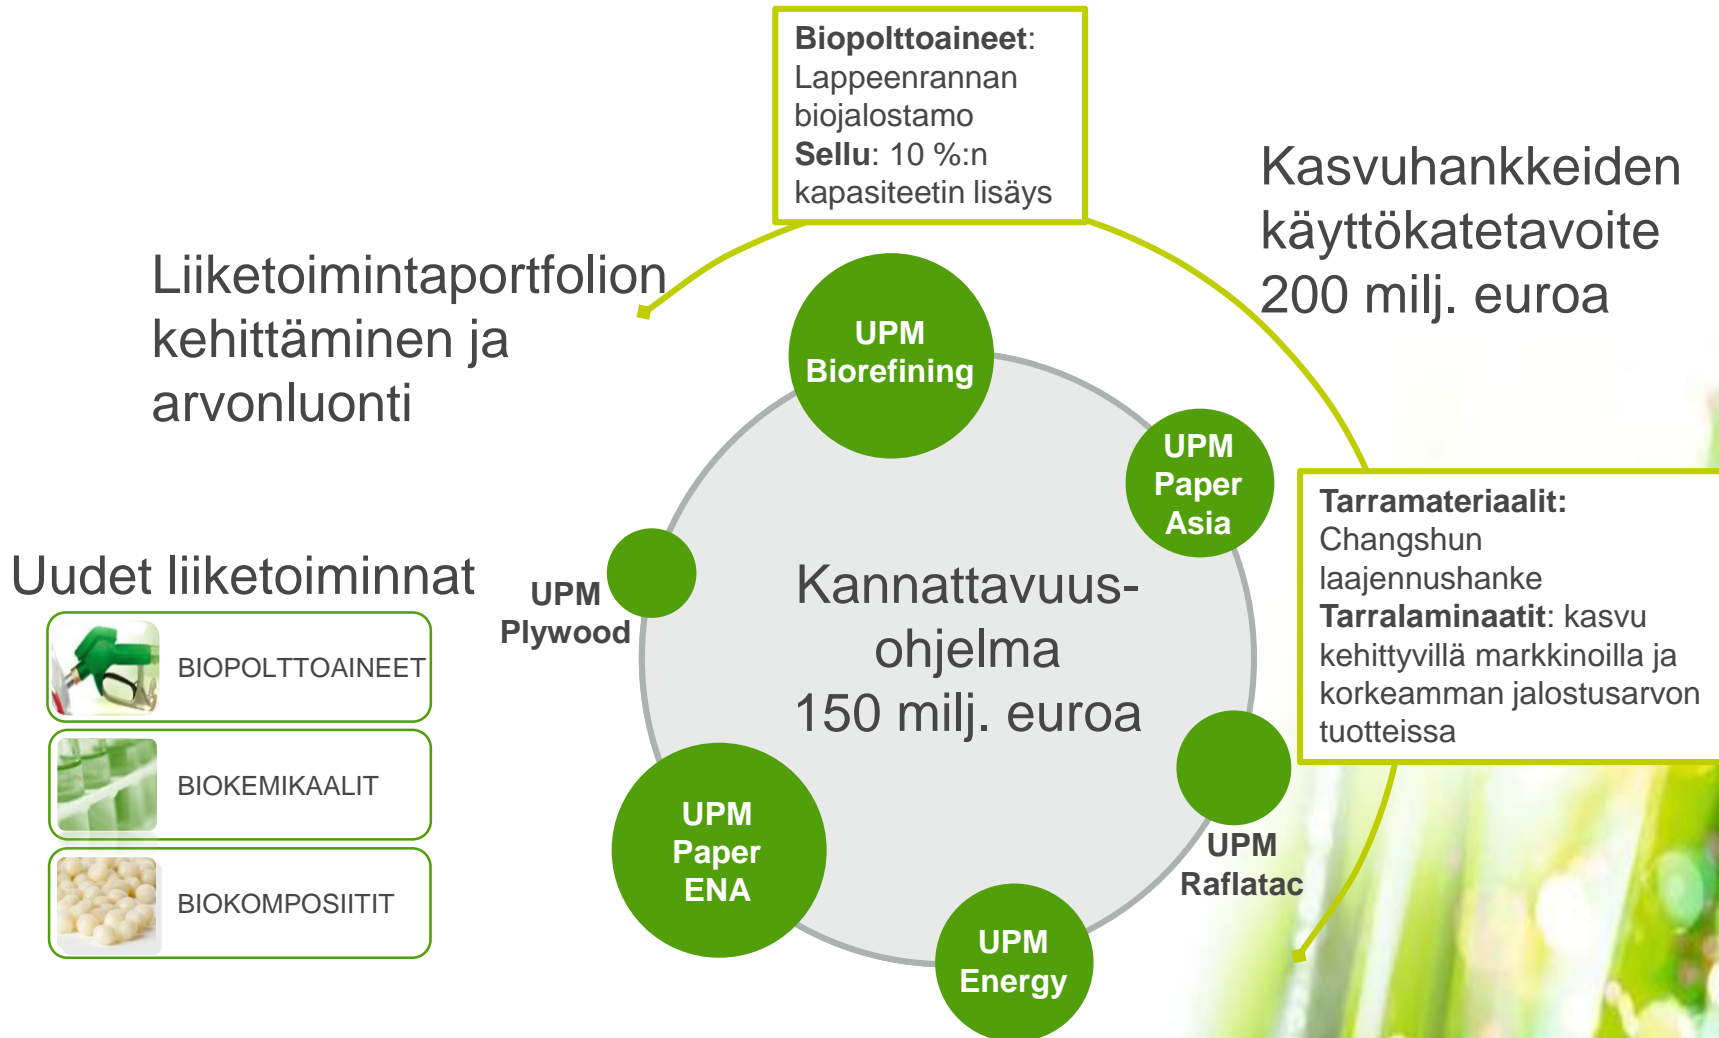 Biopolttoaineet:
Lappeenrannan
biojalostamo
Sellu: 10 %:n
kapasiteetin lisäys
Kasvuhankkeiden
käyttökatetavoite
200 milj. euroa
Liiketoimintaportfolion
kehittäminen ja
arvonluonti
UPM
Biorefining
UPM
Paper
Asia
Tarramateriaalit:
Changshun
laajennushanke
Tarralaminaatit: kasvu
kehittyvillä markkinoilla ja
korkeamman jalostusarvon
tuotteissa
Uudet liiketoiminnat
BIOPOLTTOAINEET
BIOKEMIKAALIT
BIOKOMPOSIITIT
UPM
Plywood
Kannattavuus-
ohjelma
150 milj. euroa
UPM
Paper
ENA
UPM
Raflatac
UPM
Energy